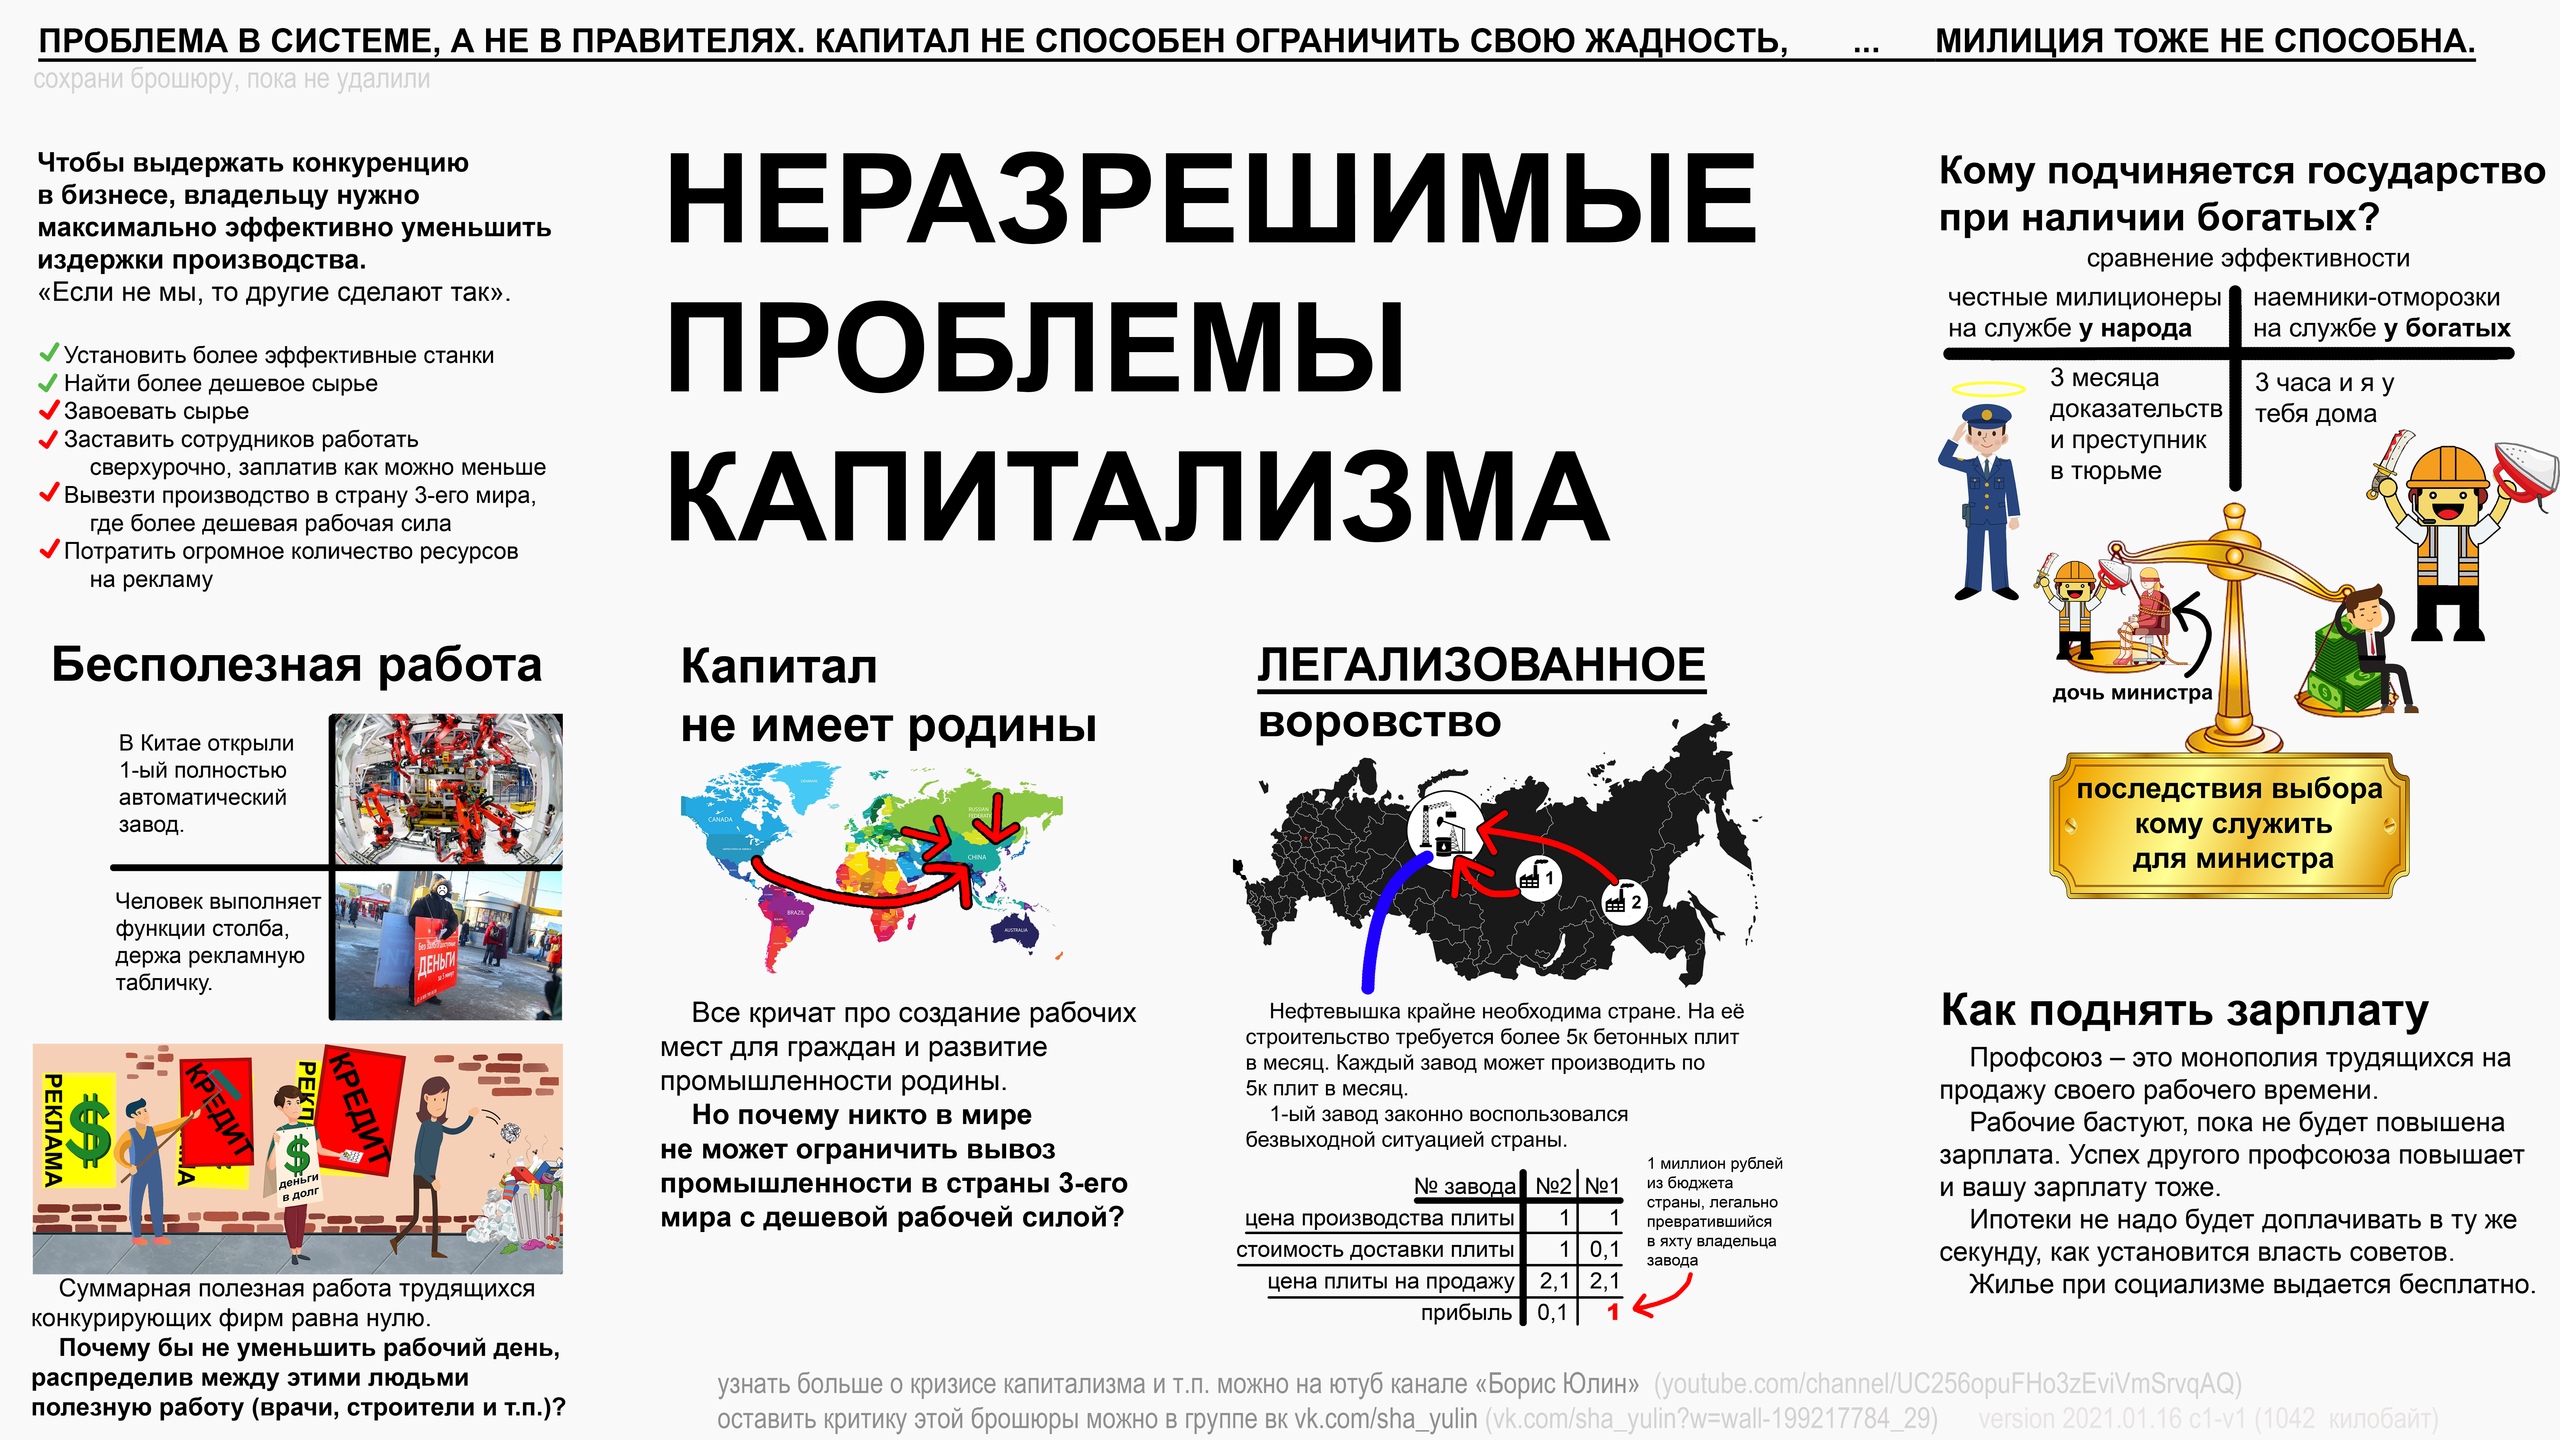 ПРОБЛЕМА В СИСТЕМЕ, А НЕ В ПРАВИТЕЛЯХ. КАПИТАЛ НЕ СПОСОБЕН ОГРАНИЧИТЬ СВОЮ ЖАДНОСТЬ, ... МИЛИЦИЯ ТОЖЕ НЕ СПОСОБНА.
сохрани брошюру, пока не удалили
Чтобы выдержать конкуренцию
в бизнесе, владельцу нужно
максимально эффективно уменьшить
издержки производства.
«Если не мы, то другие сделают так».
Установить более эффективные станки
Найти более дешевое сырье
Завоевать сырье
Заставить сотрудников работать
сверхурочно, заплатив как можно меньше
Вывезти производство в страну 3-его мира,
где более дешевая рабочая сила
Потратить огромное количество ресурсов
на рекламу
Бесполезная работа
В Китае открыли
1-ый полностью
автоматический
завод.
Человек выполняет
функции столба,
держа рекламную
табличку.
ДЕНЬГИ
РЕКЛАМА
$
КРЕДИТ
$
деньги
в долг
КРЕДИТ
Суммарная полезная работа трудящихся
конкурирующих фирм равна нулю.
Почему бы не уменьшить рабочий день,
распределив между этими людьми
полезную работу (врачи, строители и т.п.)?
НЕРАЗРЕШИМЫЕ
ПРОБЛЕМЫ
КАПИТАЛИЗМА
Капитал
не имеет родины
CANADA
CHINA
BRAZIL
AUSTRALIA
Все кричат про создание рабочих
мест для граждан и развитие
промышленности родины.
Но почему никто в мире
не может ограничить вывоз
промышленности в страны 3-его
мира с дешевой рабочей силой?
ЛЕГАЛИЗОВАННОЕ
воровство
1
2
Нефтевышка крайне необходима стране. На её
строительство требуется более 5к бетонных плит
в месяц. Каждый завод может производить по
5к плит в месяц.
1-ый завод законно воспользовался
безвыходной ситуацией страны.
№ завода №2 №1
цена производства плиты 1 1
стоимость доставки плиты 1 0,1
цена плиты на продажу 2,1 2,1
прибыль 0,1 1
1 миллион рублей
из бюджета
страны, легально
превратившийся
в яхту владельца
завода
Кому подчиняется государство
при наличии богатых?
сравнение эффективности
честные милиционеры
на службе у народа
наемники-отморозки
на службе у богатых
3 месяца
доказательств
и преступник
в тюрьме
3 часа и я у
тебя дома
дочь министра
последствия выбора
кому служить
для министра
Как поднять зарплату
Профсоюз – это монополия трудящихся на
продажу своего рабочего времени.
Рабочие бастуют, пока не будет повышена
зарплата. Успех другого профсоюза повышает
и вашу зарплату тоже.
Ипотеки не надо будет доплачивать в ту же
секунду, как установится власть советов.
Жилье при социализме выдается бесплатно.
узнать больше о кризисе капитализма и т.п. можно на ютуб канале «Борис Юлин» (youtube.com/channel/UC256opuFHo3zEviVmSrvqAQ)
оставить критику этой брошюры можно в группе вк vk.com/sha_yulin (vk.com/sha_yulin?w=wall-199217784_29) version 2021.01.16 c1-v1 (1042 килобайт)